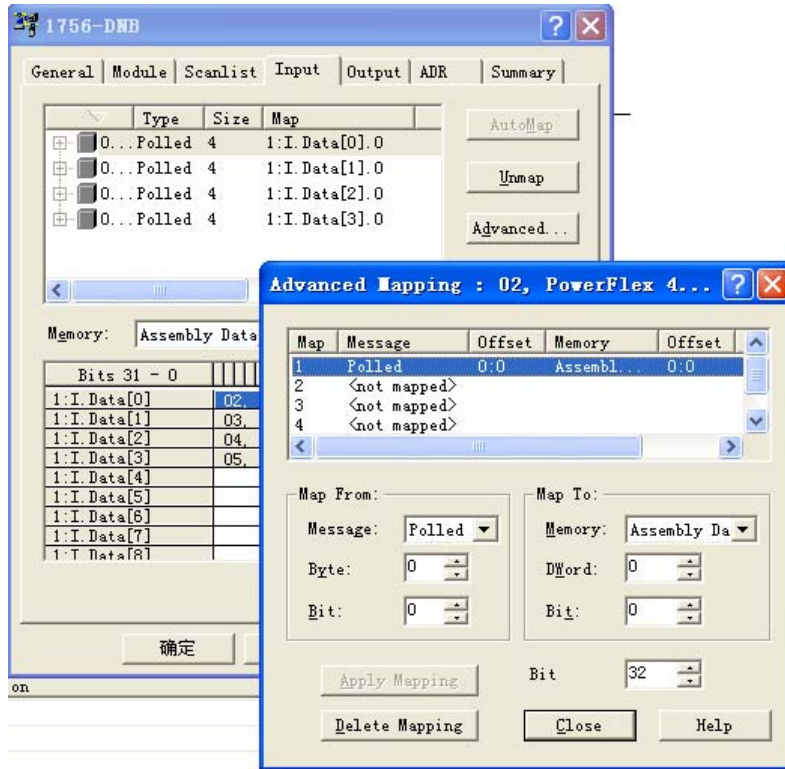 1756-DNB
General Module Scanlist Input Output ADR Summary
Type Size Map
0... Polled 4 1:I.Data[0].0
0... Polled 4 1:I.Data[1].0
0... Polled 4 1:I.Data[2].0
0... Polled 4 1:I.Data[3].0
AutoMap
Unmap
Advanced...
Memory: Assembly Data
Bits 31 - 0
1:I.Data[0] 02,
1:I.Data[1] 03,
1:I.Data[2] 04,
1:I.Data[3] 05,
1:I.Data[4]
1:I.Data[5]
1:I.Data[6]
1:I.Data[7]
1:I.Data[8]
确定
on
Advanced Mapping : 02, PowerFlex 4...
Map Message Offset Memory Offset
1 Polled 0:0 Assembl... 0:0
2 <not mapped>
3 <not mapped>
4 <not mapped>
Map From:
Message: Polled
Byte: 0
Bit: 0
Map To:
Memory: Assembly Da
DWord: 0
Bit: 0
Apply Mapping
Bit 32
Delete Mapping
Close
Help